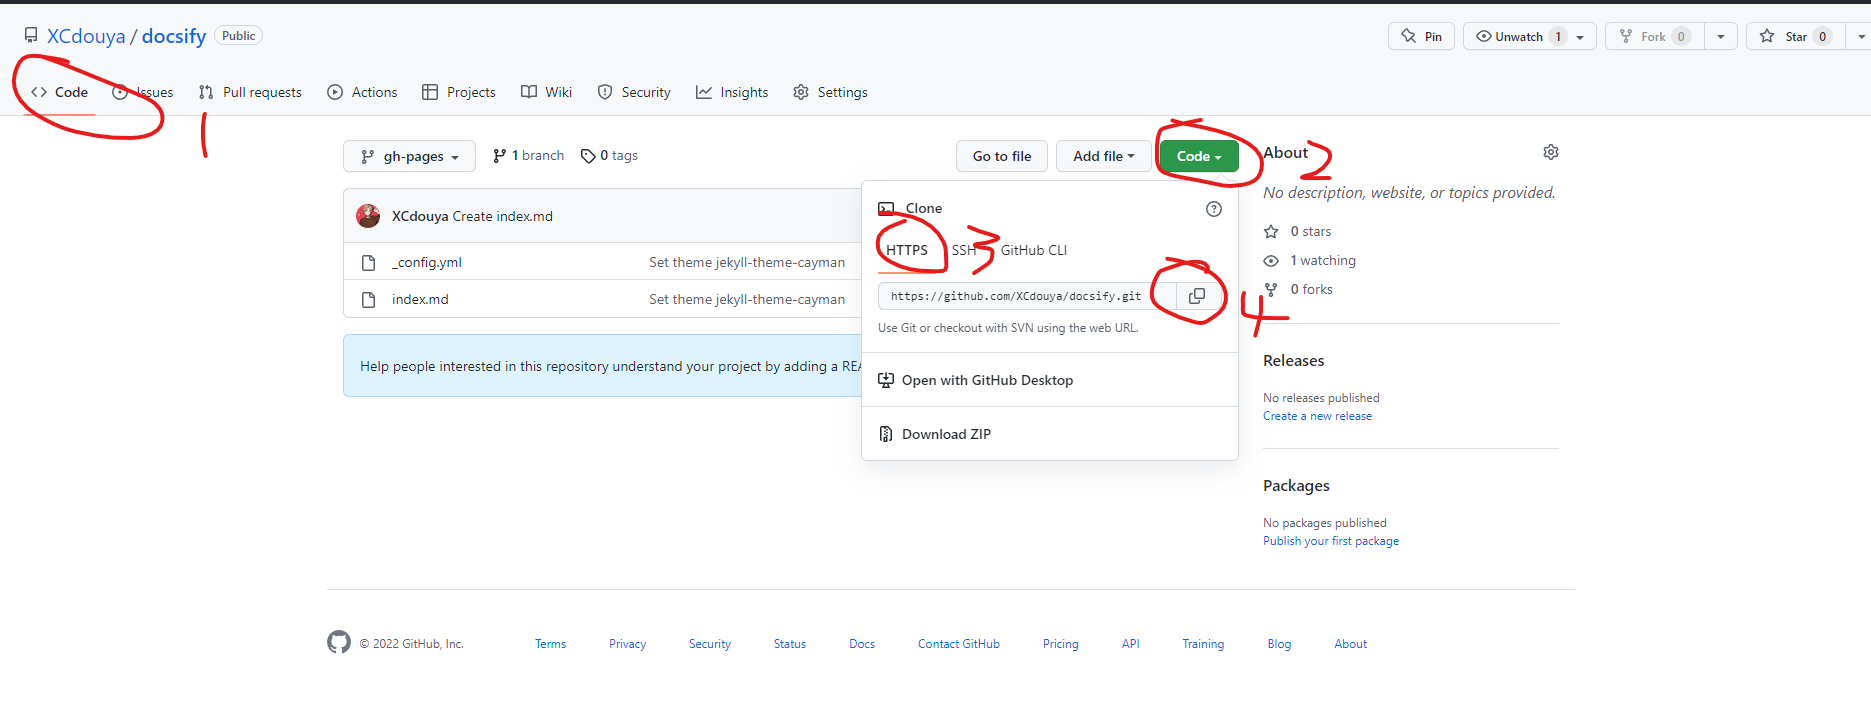 XCdouya / docsify Public
Pin Unwatch 1 Fork 0 Star 0
Code Issues Pull requests Actions Projects Wiki Security Insights Settings
1
gh-pages 1 branch 0 tags Go to file Add file Code
About 2
No description, website, or topics provided.
0 stars
1 watching
0 forks
XCdouya Create index.md
_config.yml Set theme jekyll-theme-cayman
index.md Set theme jekyll-theme-cayman
Help people interested in this repository understand your project by adding a REA
Clone
HTTPS SSH 3 GitHub CLI
https://github.com/XCdouya/docsify.git
4
Use Git or checkout with SVN using the web URL.
Open with GitHub Desktop
Download ZIP
Releases
No releases published
Create a new release
Packages
No packages published
Publish your first package
© 2022 GitHub, Inc. Terms Privacy Security Status Docs Contact GitHub Pricing API Training Blog About